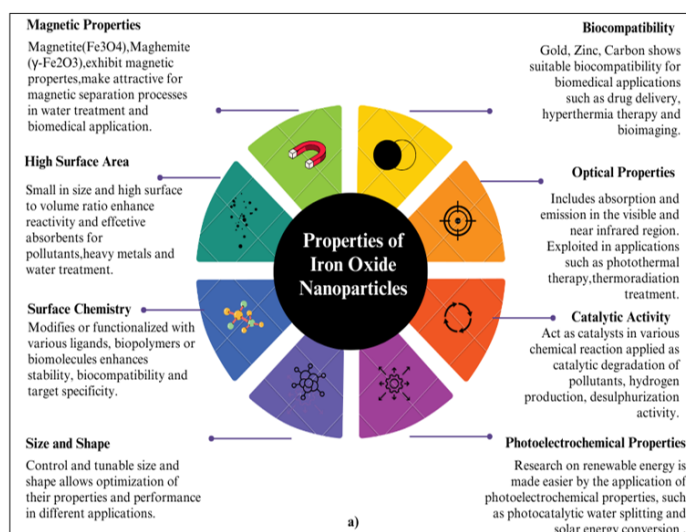 Magnetic Properties
Magnetite(Fe3O4),Maghemite
(γ-Fe2O3),exhibit magnetic
propertes,make attractive for
magnetic separation processes
in water treatment and
biomedical application.
High Surface Area
Small in size and high surface
to volume ratio enhance
reactivity and effcetive
absorbents for
pollutants,heavy metals and
water treatment.
Surface Chemistry
Modifies or functionalized with
various ligands, biopolymers or
biomolecules enhances
stability, biocompatibility and
target specificity.
Size and Shape
Control and tunable size and
shape allows optimization of
their properties and performance
in different applications.
Properties of
Iron Oxide
Nanoparticles
Biocompatibility
Gold, Zinc, Carbon shows
suitable biocompatibility for
biomedical applications
such as drug delivery,
hyperthermia therapy and
bioimaging.
Optical Properties
Includes absorption and
emission in the visible and
near infrared region.
Exploited in applications
such as photothermal
therapy,thermoradiation
treatment.
Catalytic Activity
Act as catalysts in various
chemical reaction applied as
catalytic degradation of
pollutants, hydrogen
production, desulphurization
activity.
Photoelectrochemical Properties
Research on renewable energy is
made easier by the application of
photoelectrochemical properties, such
as photocatalytic water splitting and
solar energy conversion.
a)